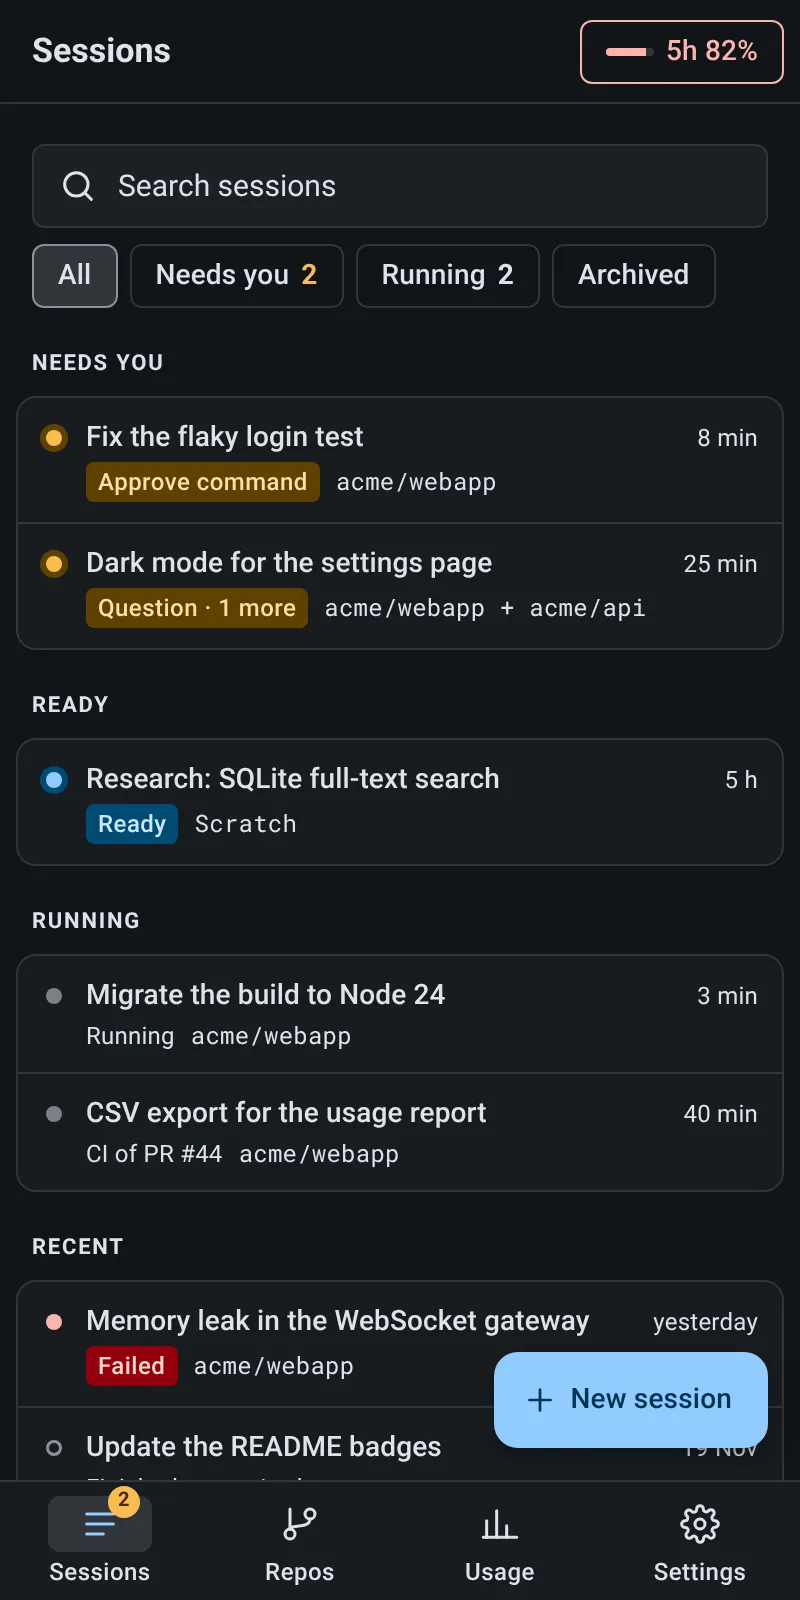 Sessions
5h 82%
Search sessions
All
Needs you 2
Running 2
Archived
NEEDS YOU
Fix the flaky login test
8 min
Approve command
acme/webapp
Dark mode for the settings page
25 min
Question · 1 more
acme/webapp + acme/api
READY
Research: SQLite full-text search
5 h
Ready
Scratch
RUNNING
Migrate the build to Node 24
3 min
Running
acme/webapp
CSV export for the usage report
40 min
CI of PR #44
acme/webapp
RECENT
Memory leak in the WebSocket gateway
yesterday
Failed
acme/webapp
New session
Update the README badges
19 Nov
2
Sessions
Repos
Usage
Settings